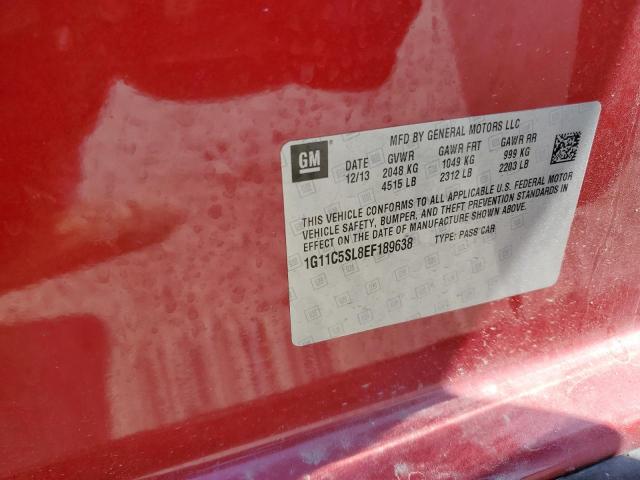 GM
MFD BY GENERAL MOTORS LLC
DATE GVWR GAWR FRT GAWR RR
12/13 2048 KG 1049 KG 999 KG
4515 LB 2312 LB 2203 LB
THIS VEHICLE CONFORMS TO ALL APPLICABLE U.S. FEDERAL MOTOR
VEHICLE SAFETY, BUMPER, AND THEFT PREVENTION STANDARDS IN
EFFECT ON THE DATE OF MANUFACTURE SHOWN ABOVE.
1G11C5SL8EF189638 TYPE: PASS CAR